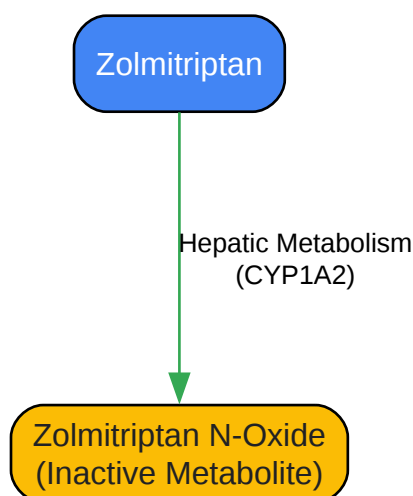 Zolmitriptan
Hepatic Metabolism
(CYP1A2)
Zolmitriptan N-Oxide
(Inactive Metabolite)